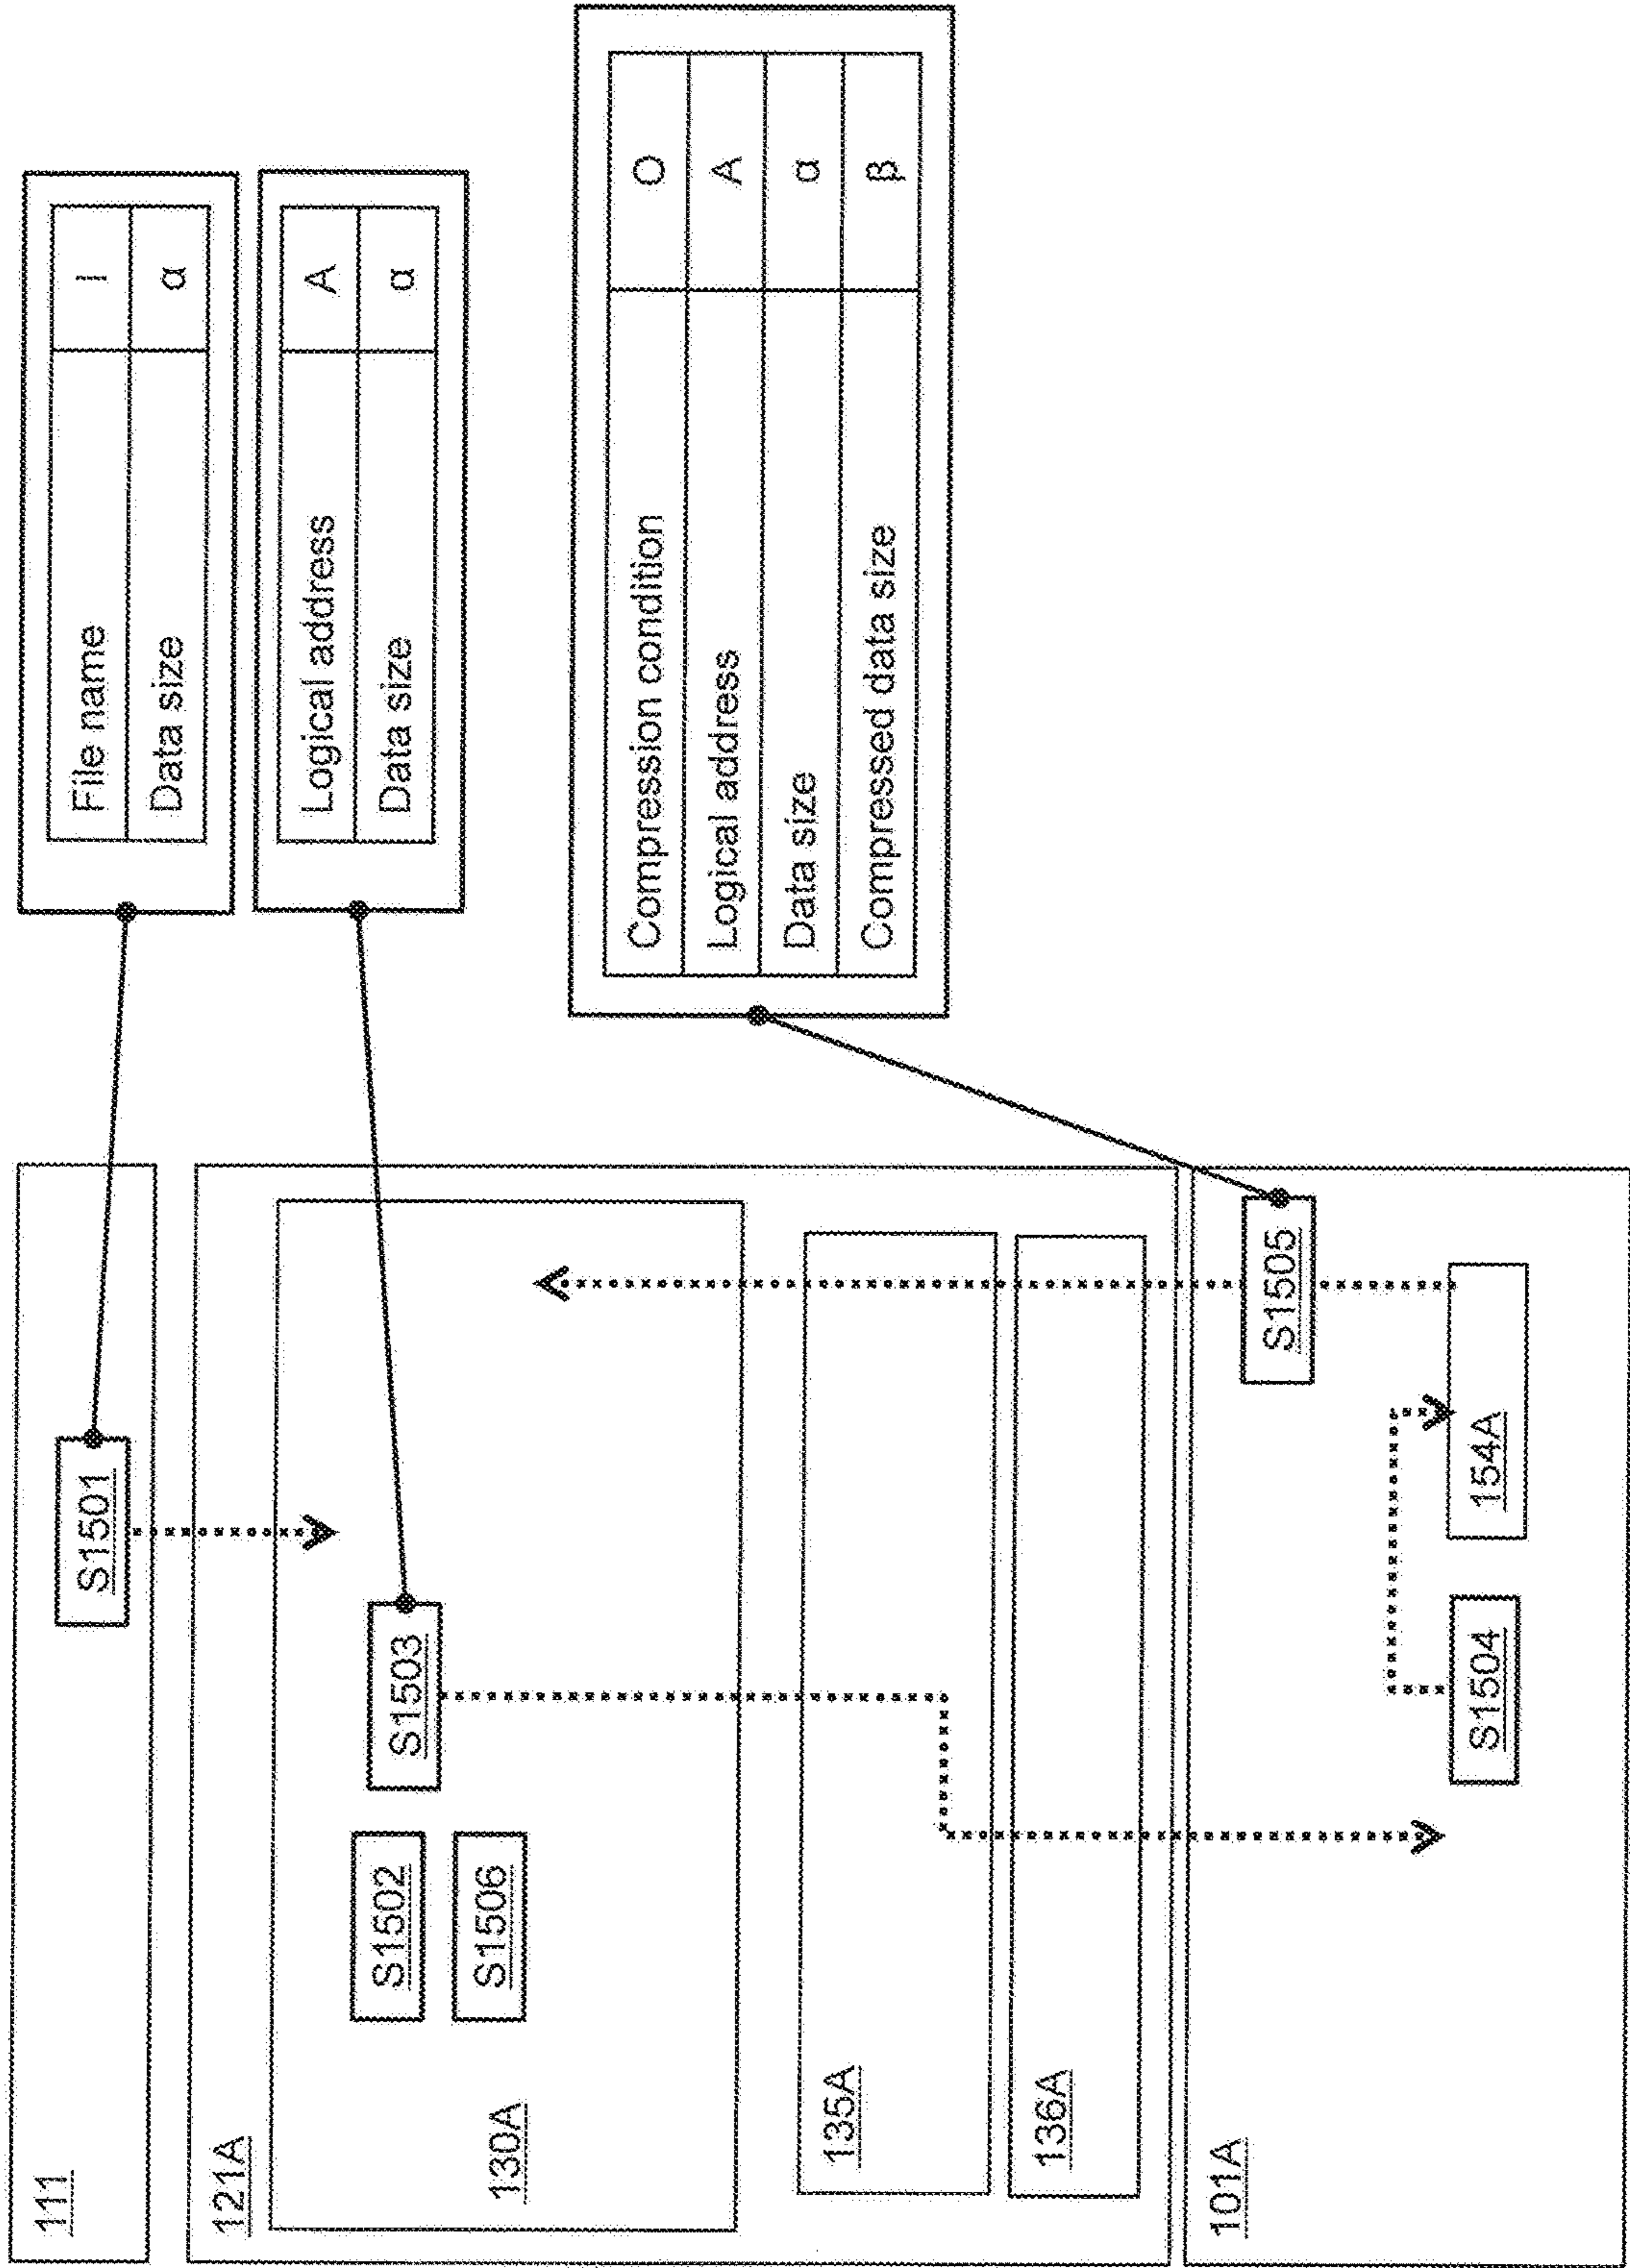 111
S1501
File name I
Data size α
121A
130A
S1502
S1503
S1506
Logical address A
Data size α
135A
136A
Compression condition O
Logical address A
Data size α
Compressed data size β
101A
S1505
S1504
154A